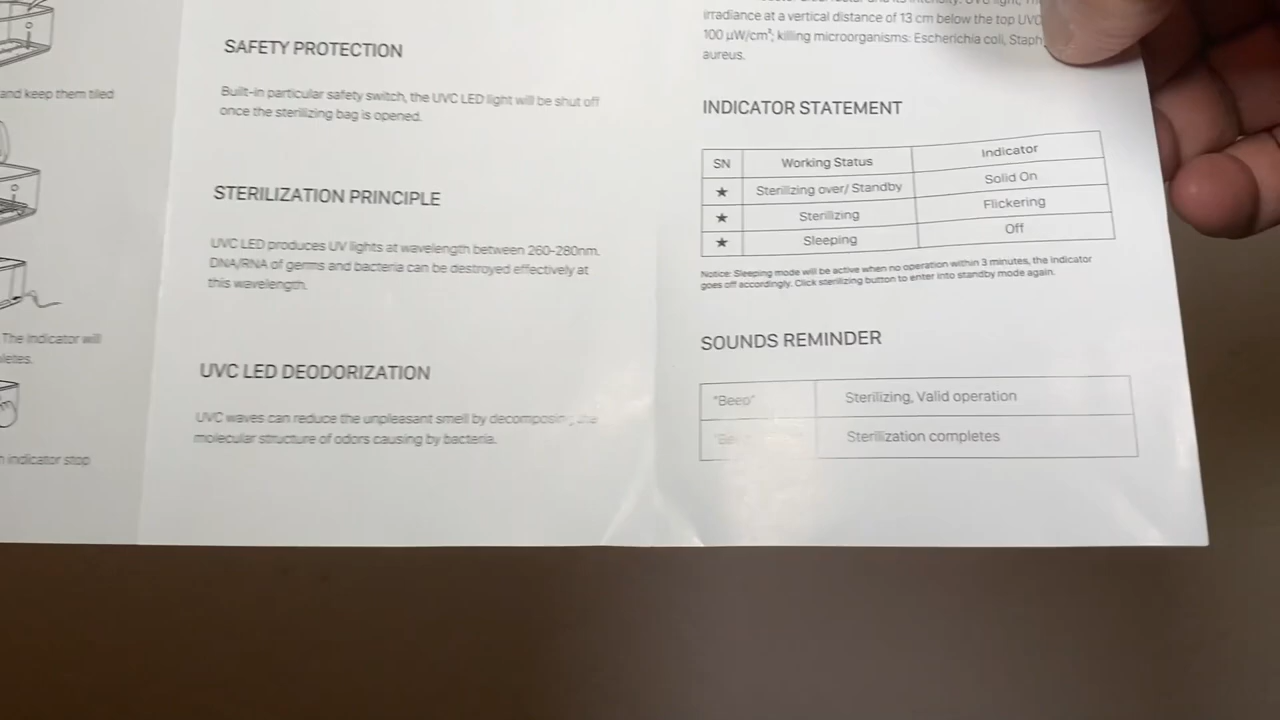 and keep them tiled
The Indicator will
letes.
n indicator stop
SAFETY PROTECTION
Built-in particular safety switch, the UVC LED light will be shut off
once the sterilizing bag is opened.
STERILIZATION PRINCIPLE
UVC LED produces UV lights at wavelength between 260-280nm.
DNA/RNA of germs and bacteria can be destroyed effectively at
this wavelength.
UVC LED DEODORIZATION
UVC waves can reduce the unpleasant smell by decomposing the
molecular structure of odors causing by bacteria.
irradiance at a vertical distance of 13 cm below the top UVC
100 μW/cm²; killing microorganisms: Escherichia coli, Staph
aureus.
INDICATOR STATEMENT
SN Working Status Indicator
★ Sterilizing over/ Standby Solid On
★ Sterilizing Flickering
★ Sleeping Off
Notice: Sleeping mode will be active when no operation within 3 minutes, the indicator
goes off accordingly. Click sterilizing button to enter into standby mode again.
SOUNDS REMINDER
"Beep" Sterilizing, Valid operation
Sterilization completes